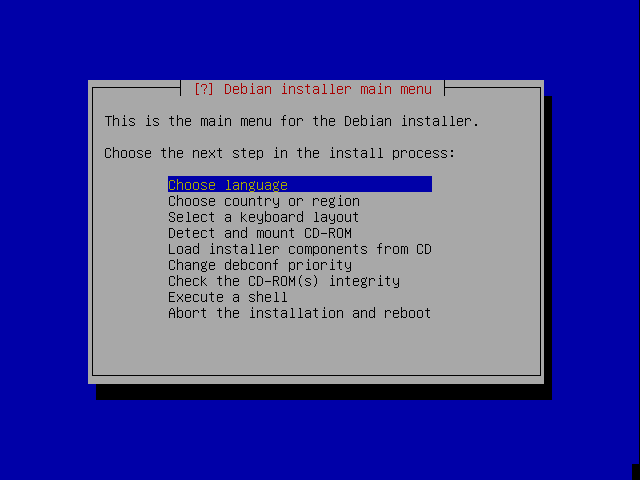 [?] Debian installer main menu
This is the main menu for the Debian installer.
Choose the next step in the install process:
Choose language
Choose country or region
Select a keyboard layout
Detect and mount CD-ROM
Load installer components from CD
Change debconf priority
Check the CD-ROM(s) integrity
Execute a shell
Abort the installation and reboot